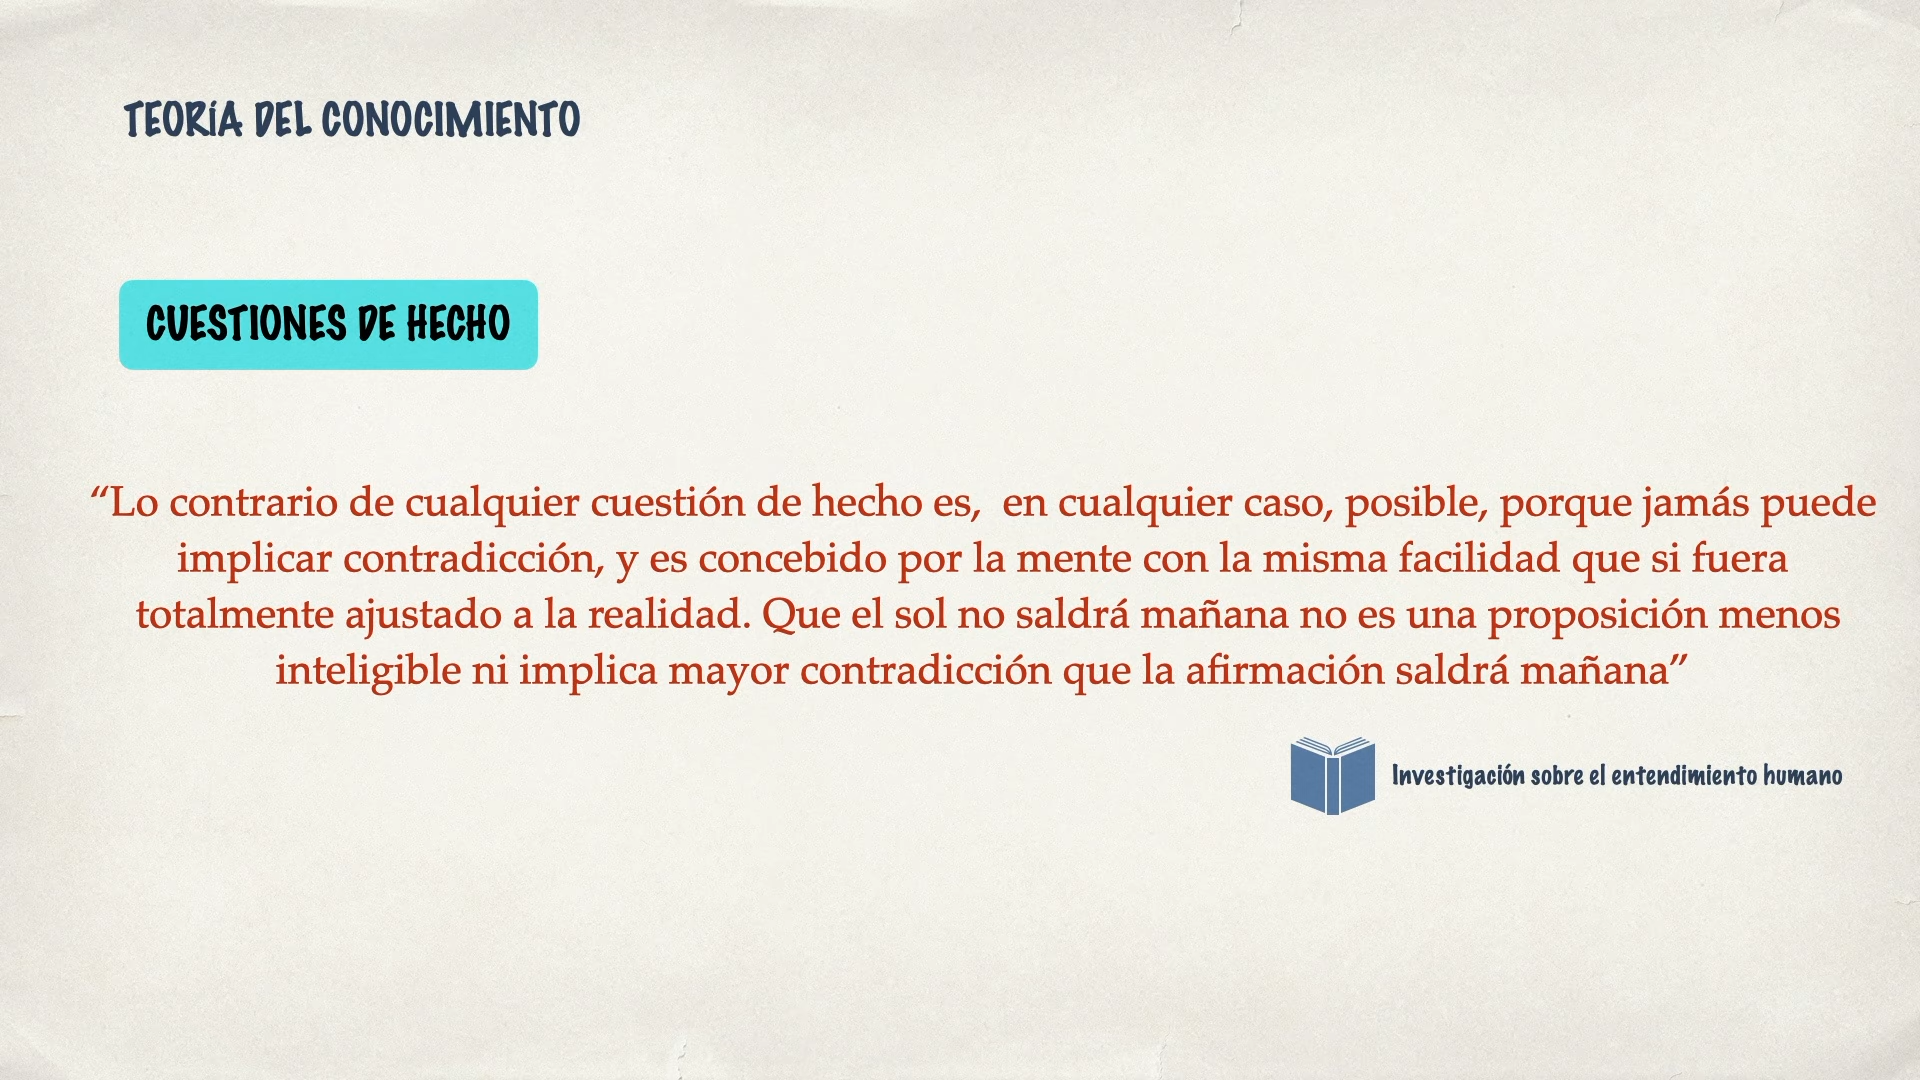 TEORÍA DEL CONOCIMIENTO
CUESTIONES DE HECHO
“Lo contrario de cualquier cuestión de hecho es,  en cualquier caso, posible, porque jamás puede
implicar contradicción, y es concebido por la mente con la misma facilidad que si fuera
totalmente ajustado a la realidad. Que el sol no saldrá mañana no es una proposición menos
inteligible ni implica mayor contradicción que la afirmación saldrá mañana”
Investigación sobre el entendimiento humano